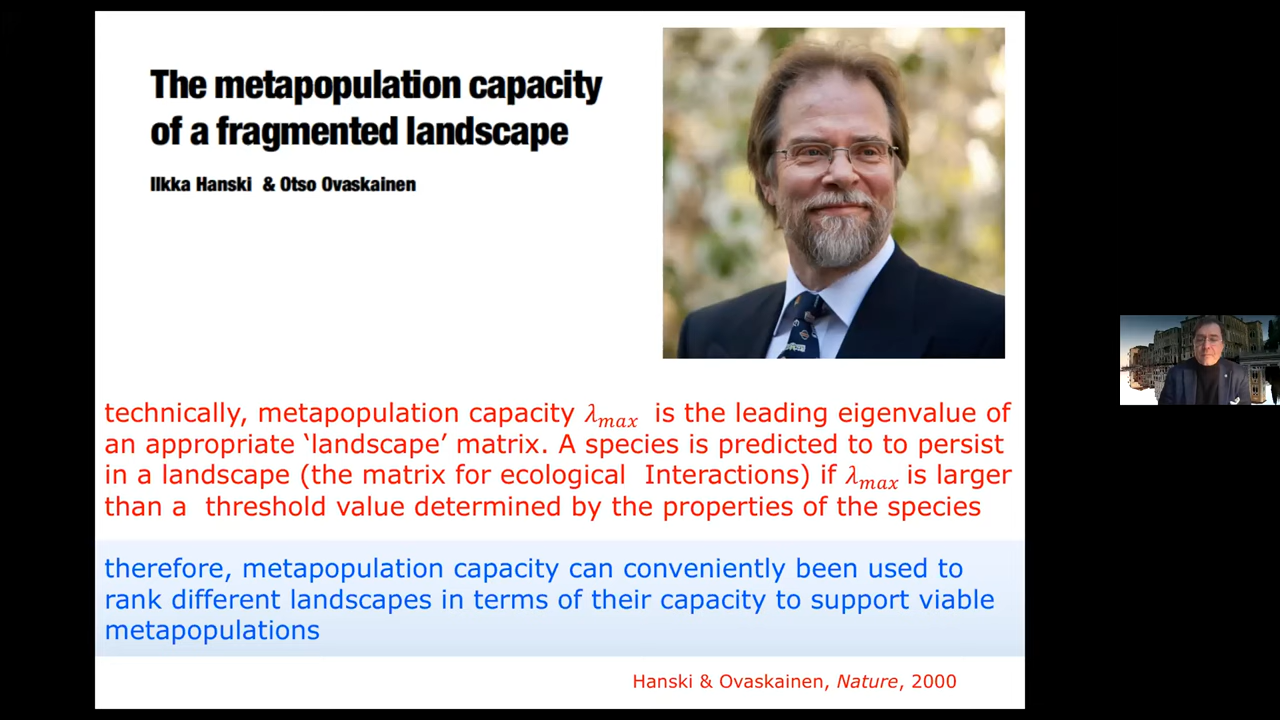 The metapopulation capacity
of a fragmented landscape
Ilkka Hanski & Otso Ovaskainen
technically, metapopulation capacity λmax is the leading eigenvalue of
an appropriate ‘landscape’ matrix. A species is predicted to to persist
in a landscape (the matrix for ecological Interactions) if λmax is larger
than a threshold value determined by the properties of the species
therefore, metapopulation capacity can conveniently been used to
rank different landscapes in terms of their capacity to support viable
metapopulations
Hanski & Ovaskainen, Nature, 2000